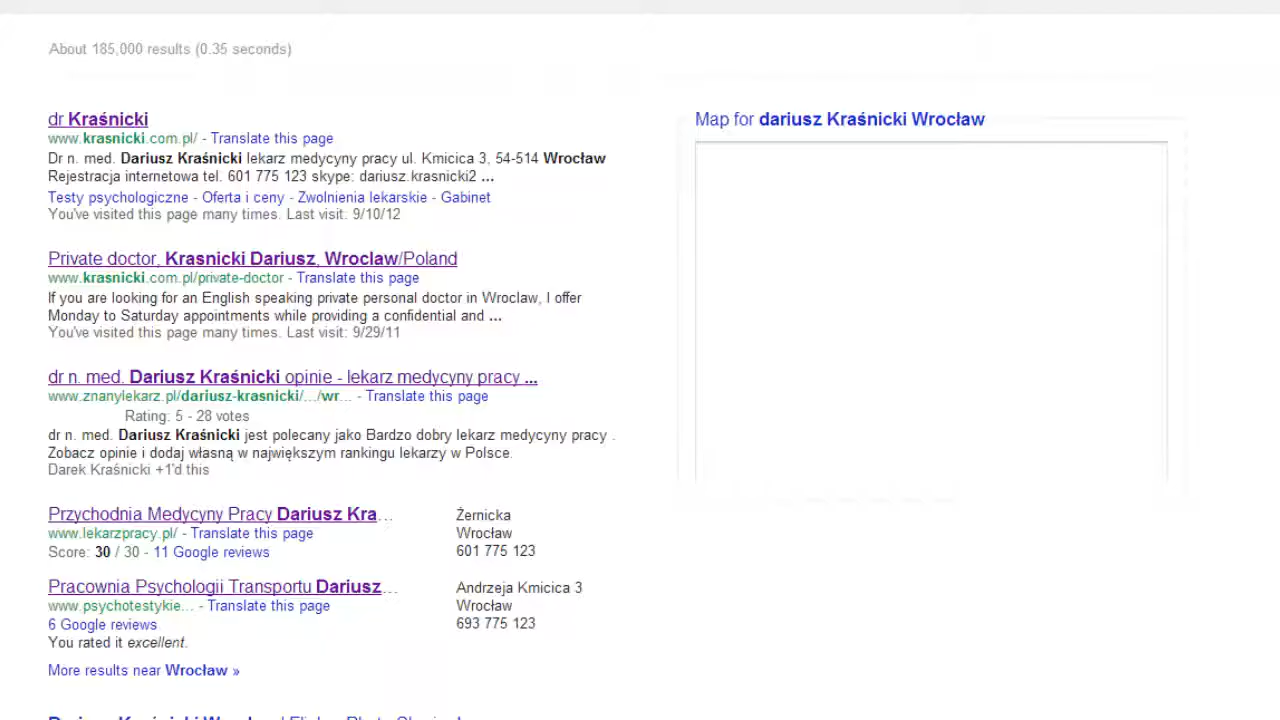 About 185,000 results (0.35 seconds)
dr Kraśnicki
www.krasnicki.com.pl/ - Translate this page
Dr n. med. Dariusz Kraśnicki lekarz medycyny pracy ul. Kmicica 3, 54-514 Wrocław
Rejestracja internetowa tel. 601 775 123 skype: dariusz.krasnicki2 ...
Testy psychologiczne - Oferta i ceny - Zwolnienia lekarskie - Gabinet
You've visited this page many times. Last visit: 9/10/12
Private doctor, Krasnicki Dariusz, Wroclaw/Poland
www.krasnicki.com.pl/private-doctor - Translate this page
If you are looking for an English speaking private personal doctor in Wroclaw, I offer
Monday to Saturday appointments while providing a confidential and ...
You've visited this page many times. Last visit: 9/29/11
dr n. med. Dariusz Kraśnicki opinie - lekarz medycyny pracy ...
www.znanylekarz.pl/dariusz-krasnicki/.../wr... - Translate this page
Rating: 5 - 28 votes
dr n. med. Dariusz Kraśnicki jest polecany jako Bardzo dobry lekarz medycyny pracy .
Zobacz opinie i dodaj własną w największym rankingu lekarzy w Polsce.
Darek Kraśnicki +1'd this
Przychodnia Medycyny Pracy Dariusz Kra...
www.lekarzpracy.pl/ - Translate this page
Score: 30 / 30 - 11 Google reviews
Żernicka
Wrocław
601 775 123
Pracownia Psychologii Transportu Dariusz...
www.psychotestykie... - Translate this page
6 Google reviews
You rated it excellent.
Andrzeja Kmicica 3
Wrocław
693 775 123
More results near Wrocław »
Map for dariusz Kraśnicki Wrocław